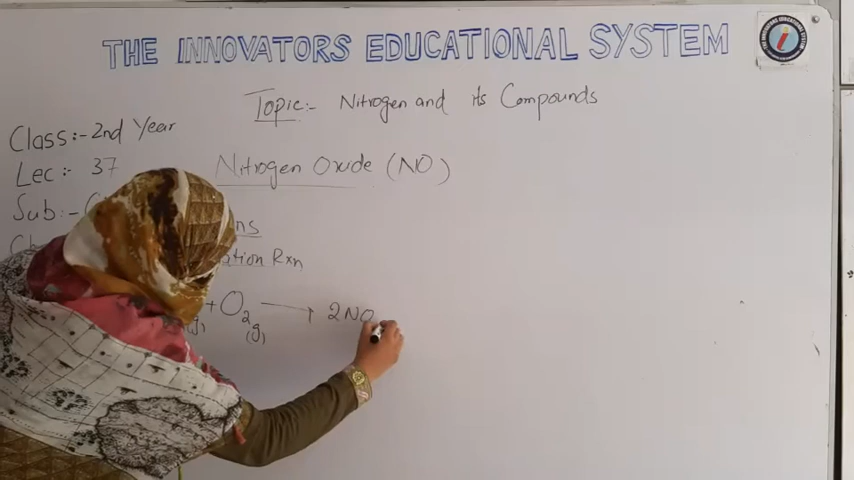 THE INNOVATORS EDUCATIONAL SYSTEM
Topic:- Nitrogen and its Compounds
Class:- 2nd Year
Lec:- 37
Nitrogen Oxide (NO)
Sub:-
Rxn
+ O2 (g) → 2NO